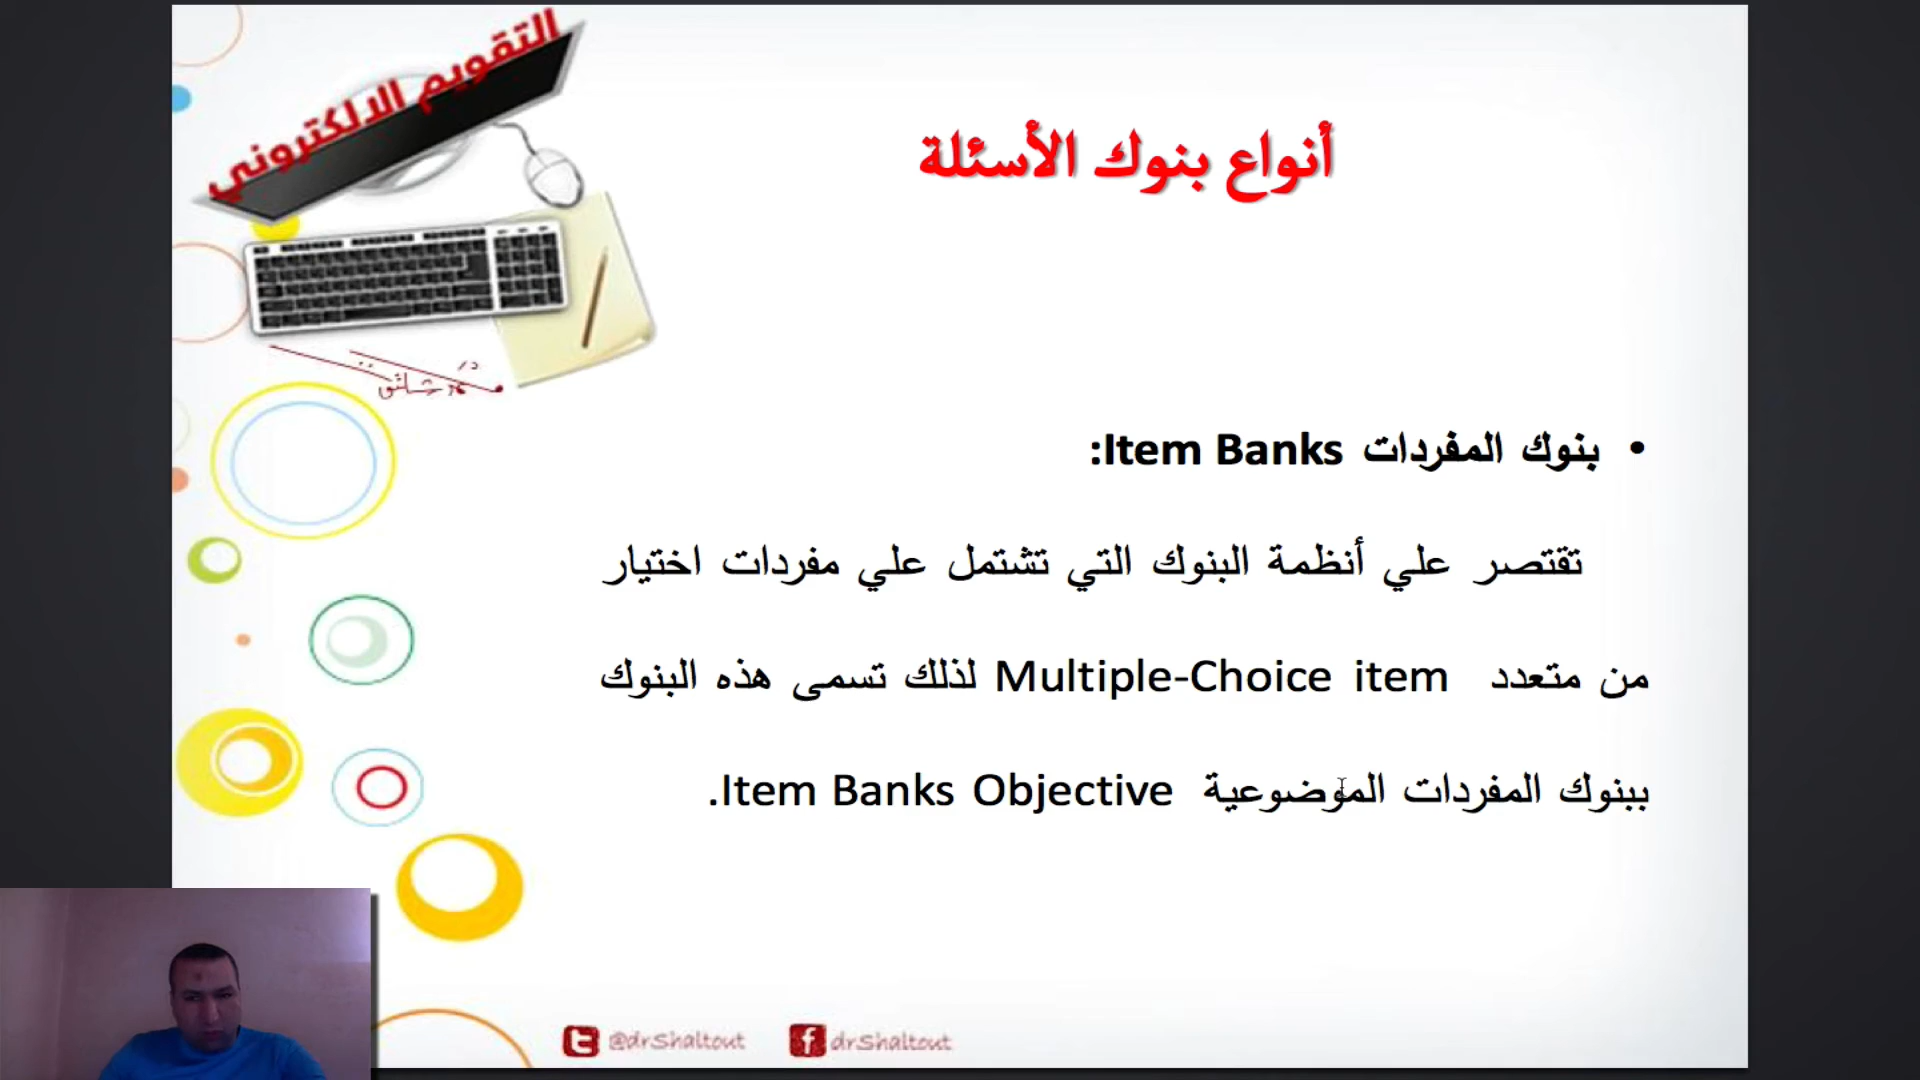 التقويم الالكتروني
أنواع بنوك الأسئلة
• بنوك المفردات Item Banks:
تقتصر علي أنظمة البنوك التي تشتمل علي مفردات اختيار
من متعدد Multiple-Choice item لذلك تسمى هذه البنوك
ببنوك المفردات الموضوعية Item Banks Objective.
@drShaltout
drShaltout